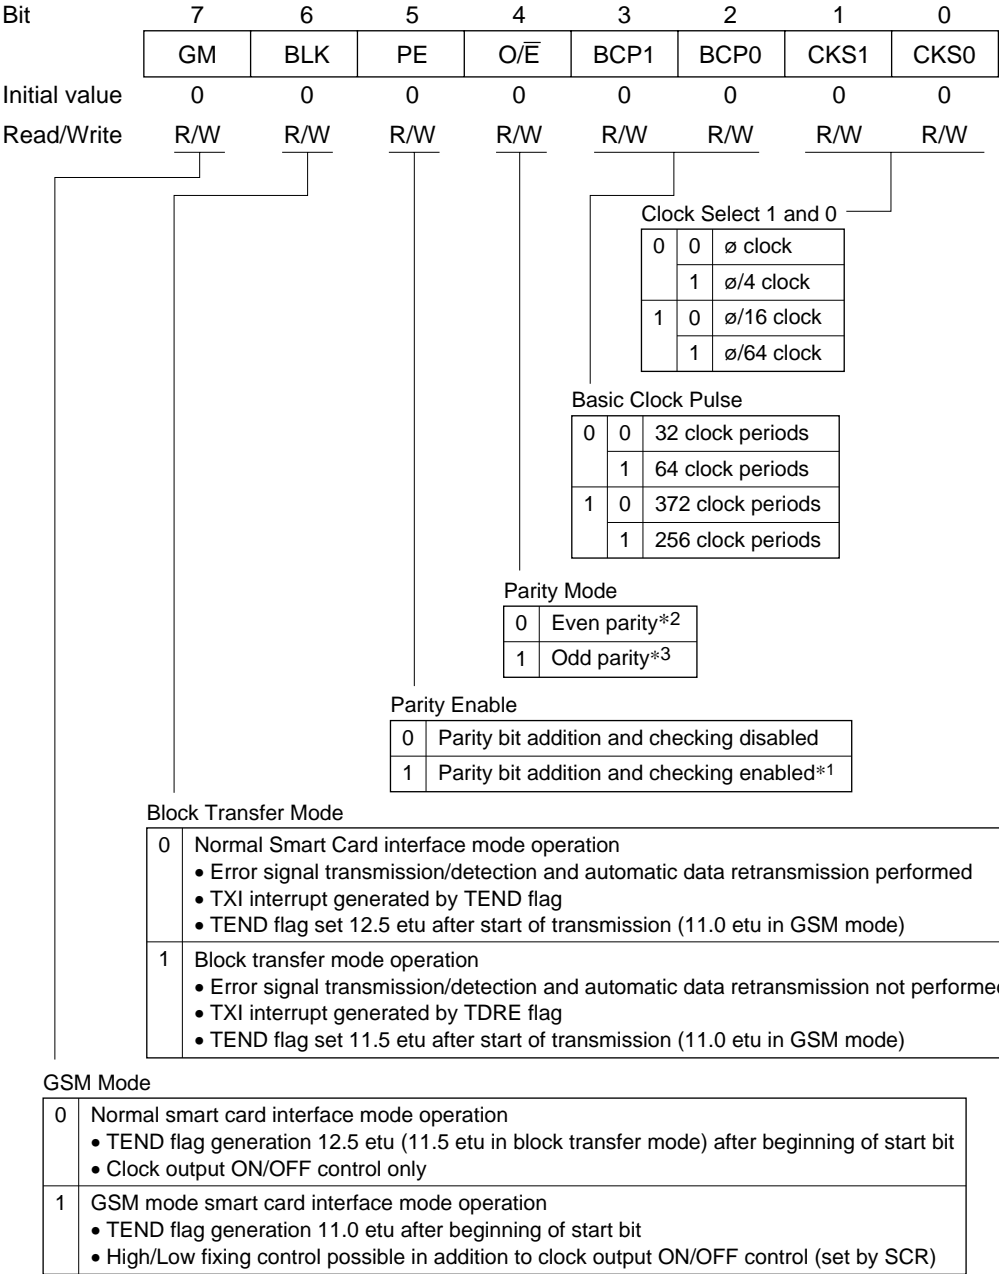 Bit 7 6 5 4 3 2 1 0
GM BLK PE O/E̅ BCP1 BCP0 CKS1 CKS0
Initial value 0 0 0 0 0 0 0 0
Read/Write R/W R/W R/W R/W R/W R/W R/W R/W
Clock Select 1 and 0
0 0 ø clock
1 ø/4 clock
1 0 ø/16 clock
1 ø/64 clock
Basic Clock Pulse
0 0 32 clock periods
1 64 clock periods
1 0 372 clock periods
1 256 clock periods
Parity Mode
0 Even parity*2
1 Odd parity*3
Parity Enable
0 Parity bit addition and checking disabled
1 Parity bit addition and checking enabled*1
Block Transfer Mode
0 Normal Smart Card interface mode operation
• Error signal transmission/detection and automatic data retransmission performed
• TXI interrupt generated by TEND flag
• TEND flag set 12.5 etu after start of transmission (11.0 etu in GSM mode)
1 Block transfer mode operation
• Error signal transmission/detection and automatic data retransmission not performed
• TXI interrupt generated by TDRE flag
• TEND flag set 11.5 etu after start of transmission (11.0 etu in GSM mode)
GSM Mode
0 Normal smart card interface mode operation
• TEND flag generation 12.5 etu (11.5 etu in block transfer mode) after beginning of start bit
• Clock output ON/OFF control only
1 GSM mode smart card interface mode operation
• TEND flag generation 11.0 etu after beginning of start bit
• High/Low fixing control possible in addition to clock output ON/OFF control (set by SCR)